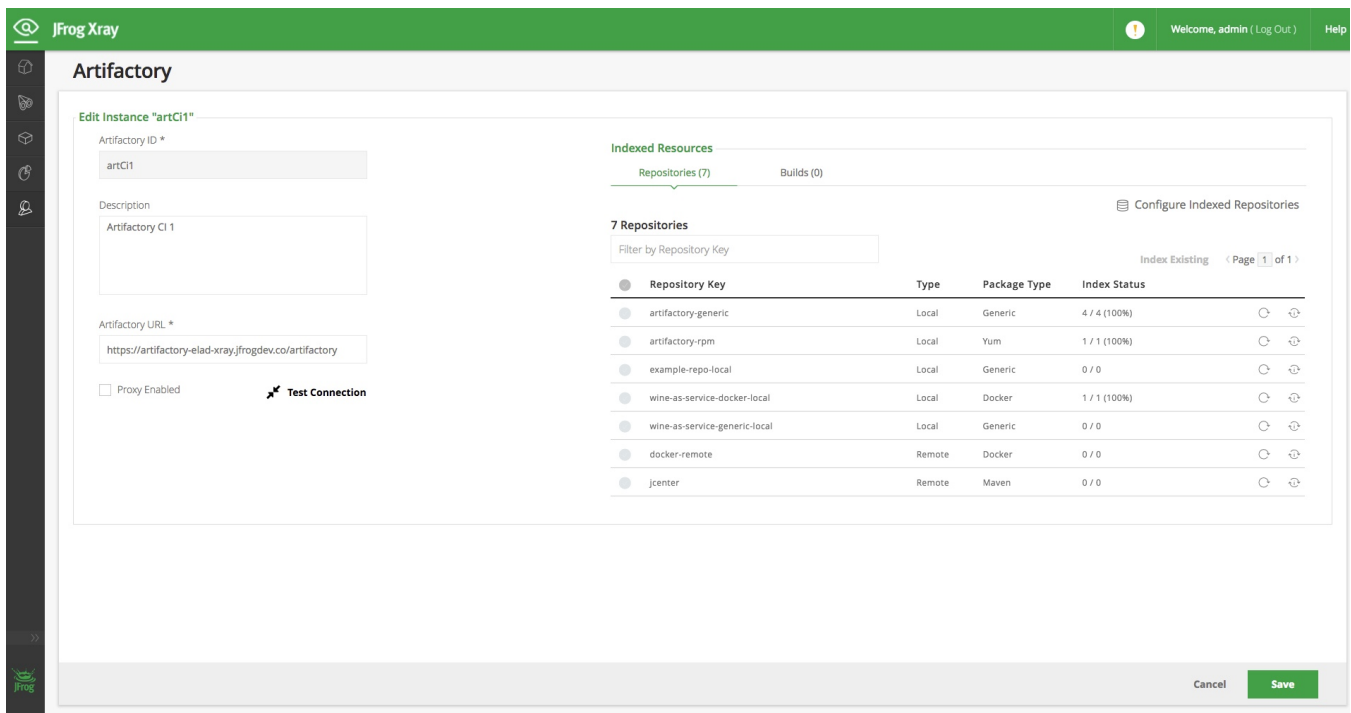 JFrog Xray
! Welcome, admin ( Log Out ) Help
Artifactory
Edit Instance "artCi1"
Artifactory ID *
artCi1
Description
Artifactory CI 1
Artifactory URL *
https://artifactory-elad-xray.jfrogdev.co/artifactory
Proxy Enabled Test Connection
Indexed Resources
Repositories (7) Builds (0)
Configure Indexed Repositories
7 Repositories
Filter by Repository Key
Index Existing Page 1 of 1
Repository Key Type Package Type Index Status
artifactory-generic Local Generic 4 / 4 (100%)
artifactory-rpm Local Yum 1 / 1 (100%)
example-repo-local Local Generic 0 / 0
wine-as-service-docker-local Local Docker 1 / 1 (100%)
wine-as-service-generic-local Local Generic 0 / 0
docker-remote Remote Docker 0 / 0
jcenter Remote Maven 0 / 0
JFrog
Cancel Save